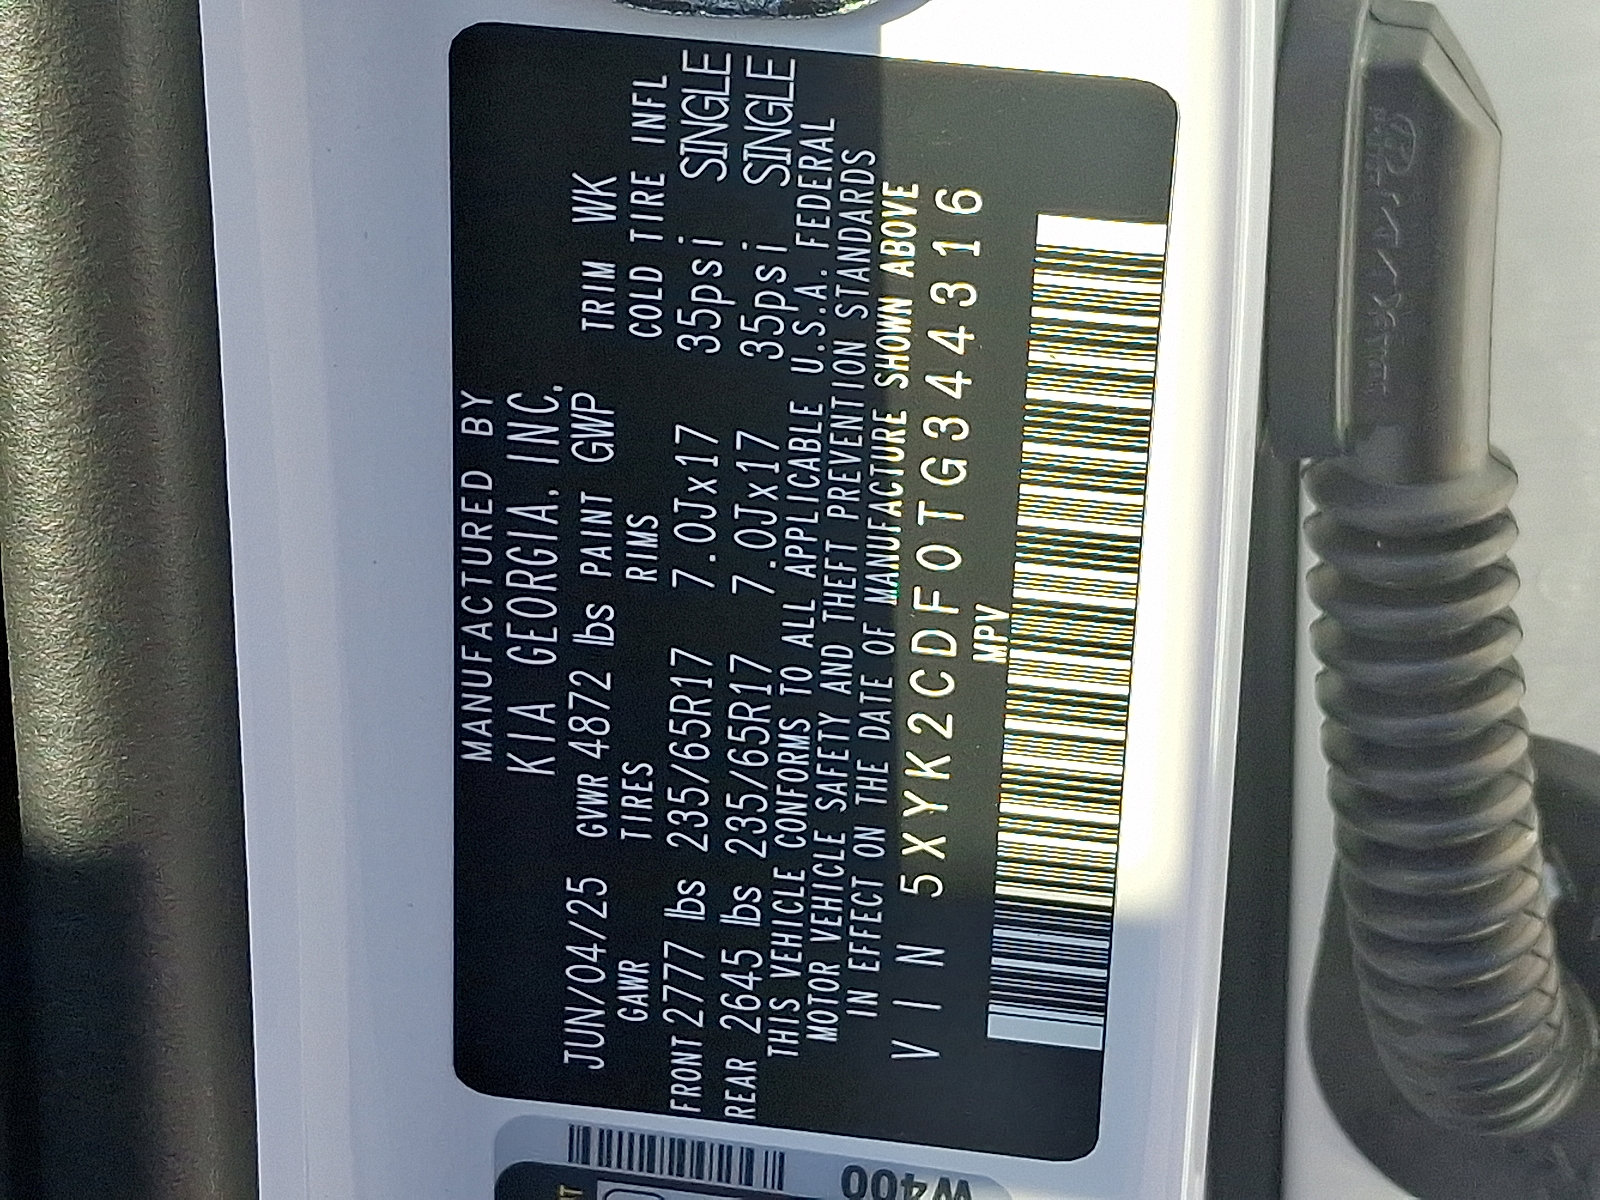 MANUFACTURED BY
KIA GEORGIA, INC.
JUN/04/25 GVWR 4872 lbs PAINT GWP TRIM WK
GAWR TIRES RIMS COLD TIRE INFL
FRONT 2777 lbs 235/65R17 7.0Jx17 35psi SINGLE
REAR 2645 lbs 235/65R17 7.0Jx17 35psi SINGLE
THIS VEHICLE CONFORMS TO ALL APPLICABLE U.S.A. FEDERAL
MOTOR VEHICLE SAFETY AND THEFT PREVENTION STANDARDS
IN EFFECT ON THE DATE OF MANUFACTURE SHOWN ABOVE
VIN 5XYK2CDF0TG344316
MPV
W400